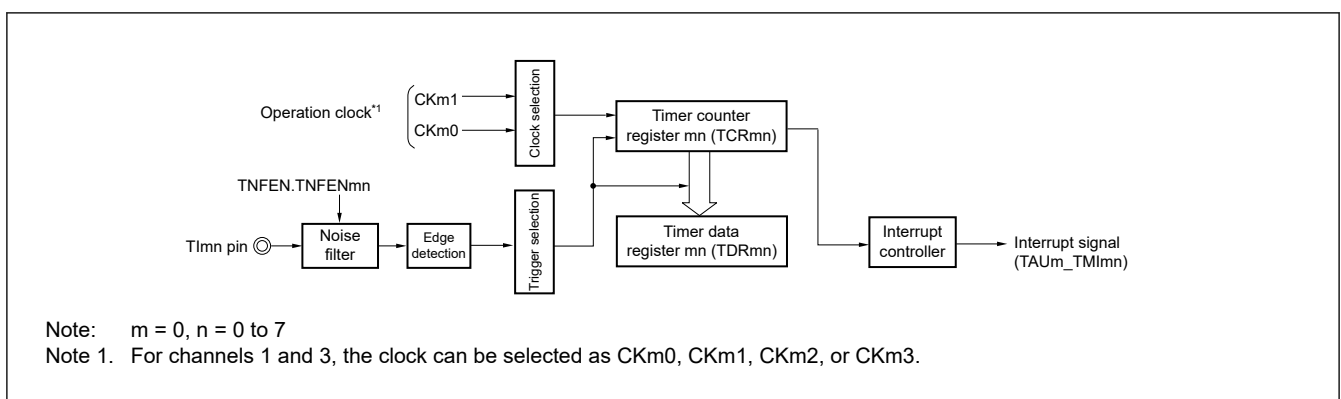 Operation clock*1
CKm1
CKm0
Clock selection
Timer counter
register mn (TCRmn)
TNFEN.TNFENmn
TImn pin
Noise
filter
Edge
detection
Trigger selection
Timer data
register mn (TDRmn)
Interrupt
controller
Interrupt signal
(TAUm_TMImn)
Note: m = 0, n = 0 to 7
Note 1. For channels 1 and 3, the clock can be selected as CKm0, CKm1, CKm2, or CKm3.